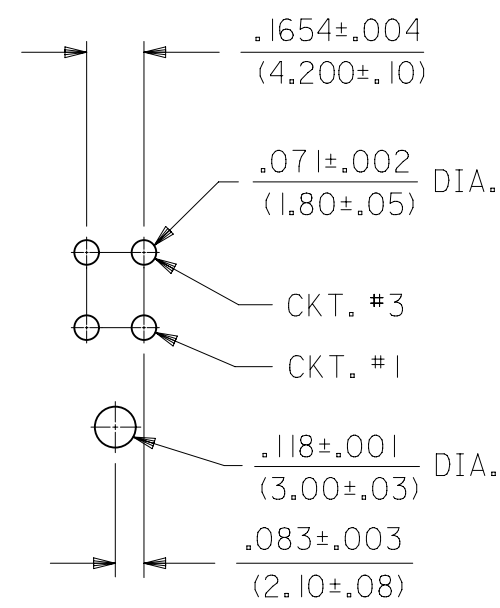 .1654±.004
(4.200±.10)
.071±.002
(1.80±.05)
DIA.
CKT. #3
CKT. #1
.118±.001
(3.00±.03)
DIA.
.083±.003
(2.10±.08)